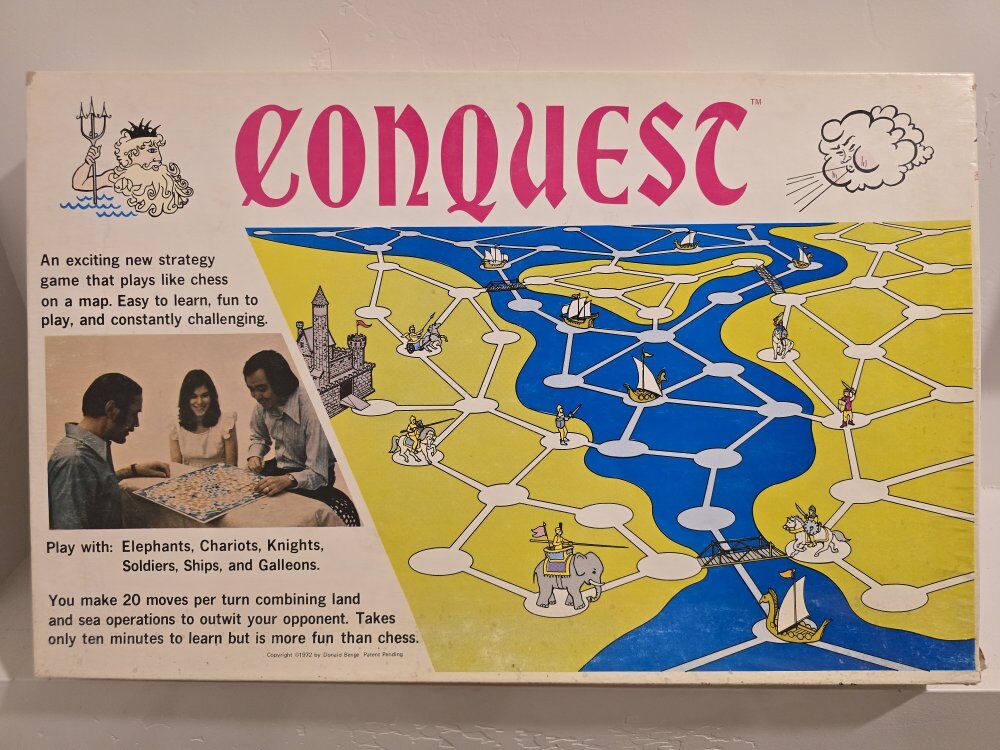 CONQUEST™
An exciting new strategy
game that plays like chess
on a map. Easy to learn, fun to
play, and constantly challenging.
Play with: Elephants, Chariots, Knights,
Soldiers, Ships, and Galleons.
You make 20 moves per turn combining land
and sea operations to outwit your opponent. Takes
only ten minutes to learn but is more fun than chess.
Copyright ©1972 by Donald Benge Patent Pending